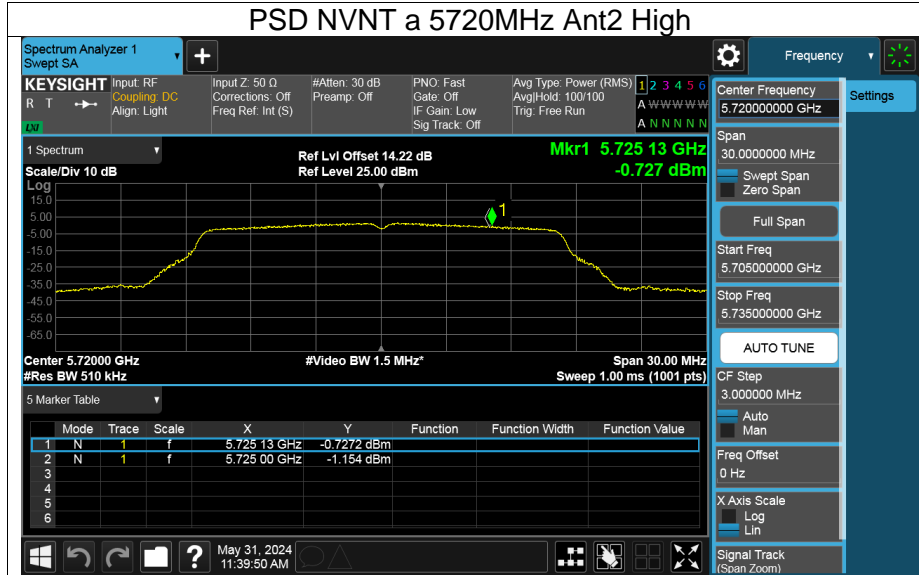 PSD NVNT a 5720MHz Ant2 High
Spectrum Analyzer 1
Swept SA
Frequency
KEYSIGHT
R T
LXI
Input: RF
Coupling: DC
Align: Light
Input Z: 50 Ω
Corrections: Off
Freq Ref: Int (S)
#Atten: 30 dB
Preamp: Off
PNO: Fast
Gate: Off
IF Gain: Low
Sig Track: Off
Avg Type: Power (RMS)
Avg|Hold: 100/100
Trig: Free Run
1 2 3 4 5 6
A W W W W W
A N N N N N
Center Frequency
5.720000000 GHz
Settings
Span
30.0000000 MHz
Swept Span
Zero Span
Full Span
Start Freq
5.705000000 GHz
Stop Freq
5.735000000 GHz
AUTO TUNE
CF Step
3.000000 MHz
Auto
Man
Freq Offset
0 Hz
X Axis Scale
Log
Lin
Signal Track
(Span Zoom)
1 Spectrum
Scale/Div 10 dB
Ref Lvl Offset 14.22 dB
Ref Level 25.00 dBm
Mkr1 5.725 13 GHz
-0.727 dBm
Log
15.0
5.00
-5.00
-15.0
-25.0
-35.0
-45.0
-55.0
-65.0
1
Center 5.72000 GHz
#Res BW 510 kHz
#Video BW 1.5 MHz*
Span 30.00 MHz
Sweep 1.00 ms (1001 pts)
5 Marker Table
Mode Trace Scale X Y Function Function Width Function Value
1 N 1 f 5.725 13 GHz -0.7272 dBm
2 N 1 f 5.725 00 GHz -1.154 dBm
3
4
5
6
?
May 31, 2024
11:39:50 AM